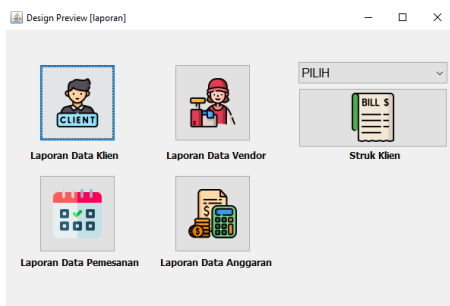 Design Preview [laporan]
PILIH
CLIENT
BILL $
Laporan Data Klien
Laporan Data Vendor
Struk Klien
$
Laporan Data Pemesanan
Laporan Data Anggaran